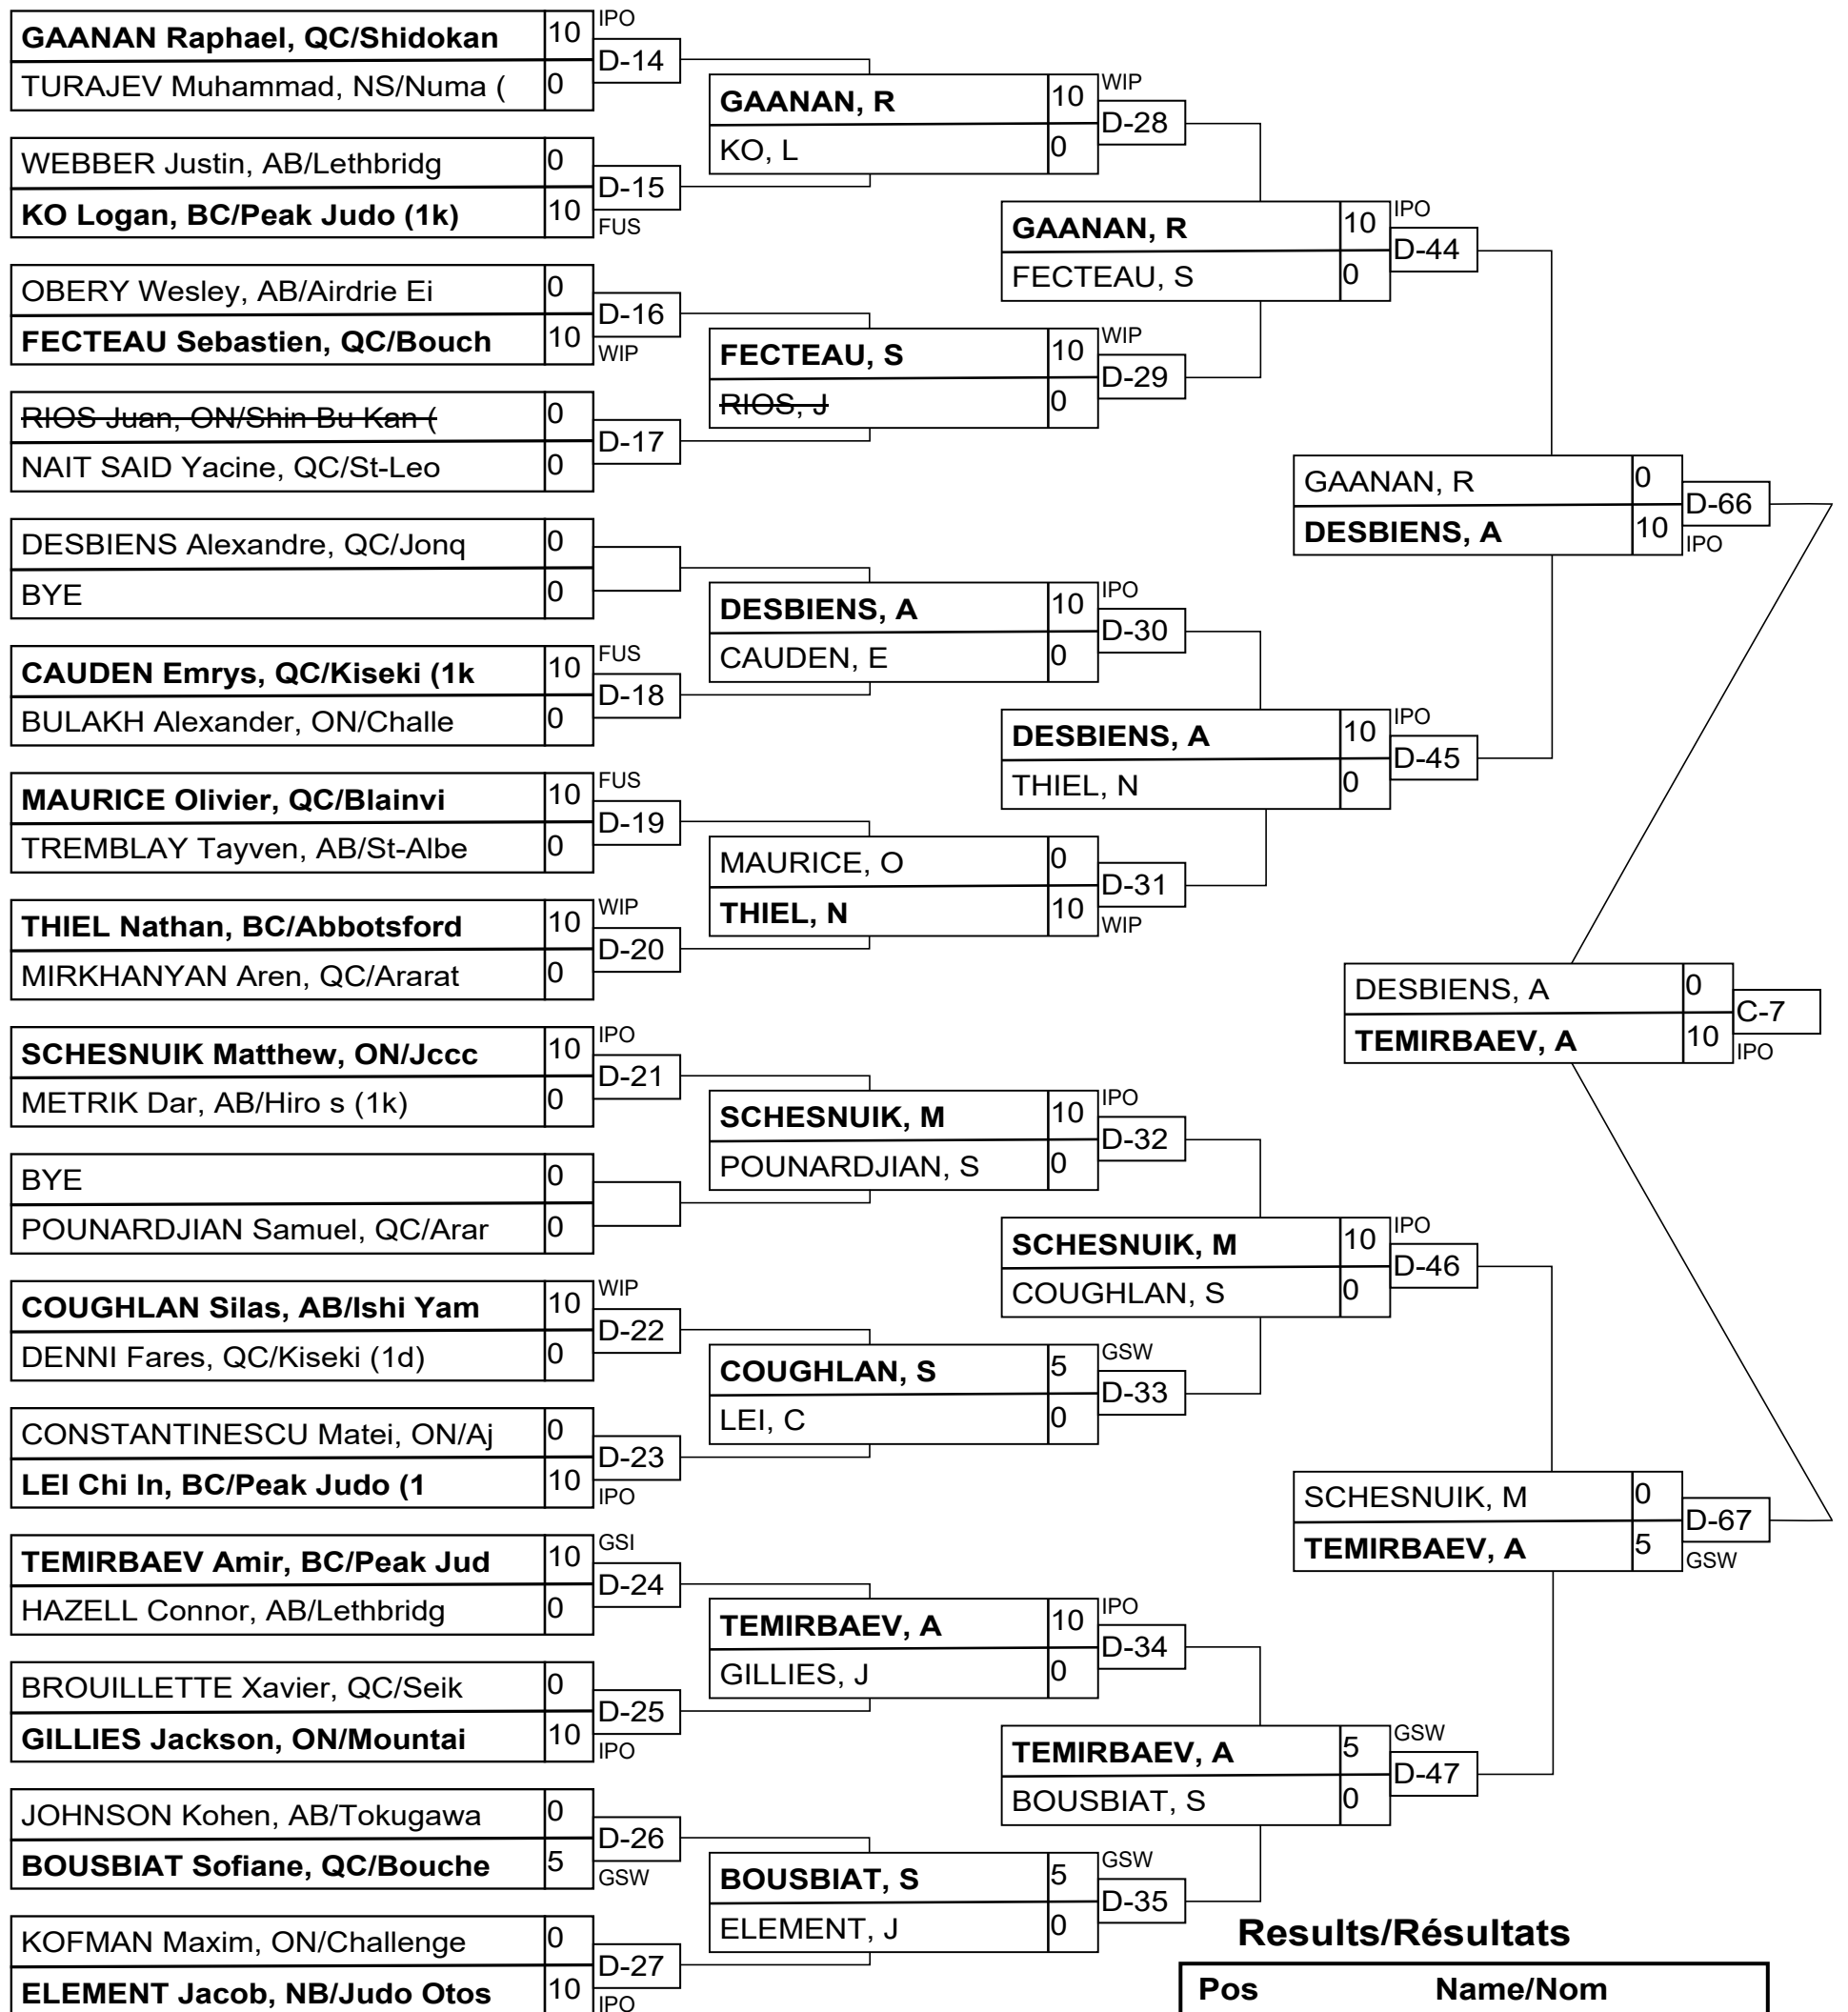 GAANAN Raphael, QC/Shidokan 10 IPO
D-14
TURAJEV Muhammad, NS/Numa ( 0
WEBBER Justin, AB/Lethbridg 0
D-15
KO Logan, BC/Peak Judo (1k) 10 FUS
OBERY Wesley, AB/Airdrie Ei 0
D-16
FECTEAU Sebastien, QC/Bouch 10 WIP
RIOS Juan, ON/Shin Bu Kan ( 0
D-17
NAIT SAID Yacine, QC/St-Leo 0
DESBIENS Alexandre, QC/Jonq 0
BYE 0
CAUDEN Emrys, QC/Kiseki (1k 10 FUS
D-18
BULAKH Alexander, ON/Challe 0
MAURICE Olivier, QC/Blainvi 10 FUS
D-19
TREMBLAY Tayven, AB/St-Albe 0
THIEL Nathan, BC/Abbotsford 10 WIP
D-20
MIRKHANYAN Aren, QC/Ararat 0
SCHESNUIK Matthew, ON/Jccc 10 IPO
D-21
METRIK Dar, AB/Hiro s (1k) 0
BYE 0
POUNARDJIAN Samuel, QC/Arar 0
COUGHLAN Silas, AB/Ishi Yam 10 WIP
D-22
DENNI Fares, QC/Kiseki (1d) 0
CONSTANTINESCU Matei, ON/Aj 0
D-23
LEI Chi In, BC/Peak Judo (1 10 IPO
TEMIRBAEV Amir, BC/Peak Jud 10 GSI
D-24
HAZELL Connor, AB/Lethbridg 0
BROUILLETTE Xavier, QC/Seik 0
D-25
GILLIES Jackson, ON/Mountai 10 IPO
JOHNSON Kohen, AB/Tokugawa 0
D-26
BOUSBIAT Sofiane, QC/Bouche 5 GSW
KOFMAN Maxim, ON/Challenge 0
D-27
ELEMENT Jacob, NB/Judo Otos 10 IPO
GAANAN, R 10 WIP
D-28
KO, L 0
FECTEAU, S 10 WIP
D-29
RIOS, J 0
DESBIENS, A 10 IPO
D-30
CAUDEN, E 0
MAURICE, O 0
D-31
THIEL, N 10 WIP
SCHESNUIK, M 10 IPO
D-32
POUNARDJIAN, S 0
COUGHLAN, S 5 GSW
D-33
LEI, C 0
TEMIRBAEV, A 10 IPO
D-34
GILLIES, J 0
BOUSBIAT, S 5 GSW
D-35
ELEMENT, J 0
GAANAN, R 10 IPO
D-44
FECTEAU, S 0
DESBIENS, A 10 IPO
D-45
THIEL, N 0
SCHESNUIK, M 10 IPO
D-46
COUGHLAN, S 0
TEMIRBAEV, A 5 GSW
D-47
BOUSBIAT, S 0
GAANAN, R 0
D-66
DESBIENS, A 10 IPO
SCHESNUIK, M 0
D-67
TEMIRBAEV, A 5 GSW
DESBIENS, A 0
C-7
TEMIRBAEV, A 10 IPO
Results/Résultats
Pos Name/Nom